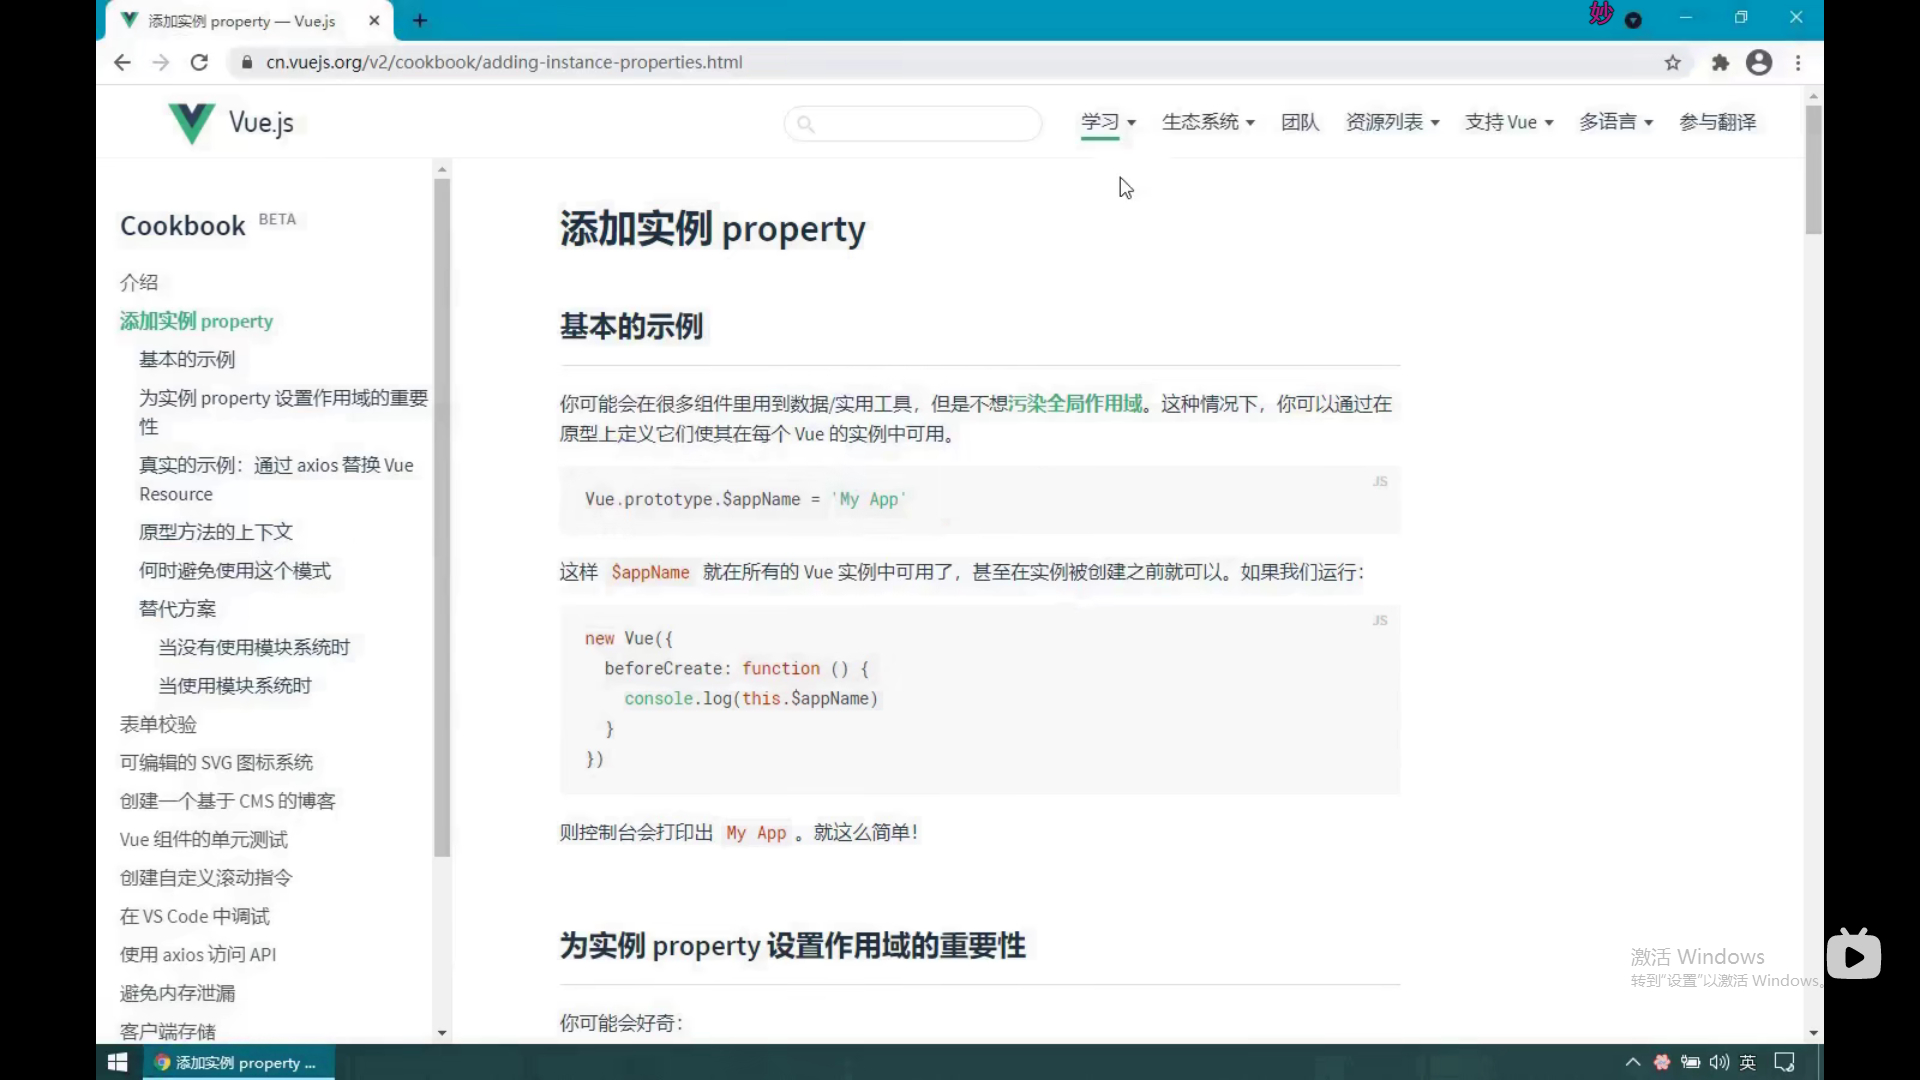 添加实例 property — Vue.js
妙
cn.vuejs.org/v2/cookbook/adding-instance-properties.html
Vue.js
学习
生态系统
团队
资源列表
支持 Vue
多语言
参与翻译
Cookbook BETA
介绍
添加实例 property
基本的示例
为实例 property 设置作用域的重要
性
真实的示例：通过 axios 替换 Vue
Resource
原型方法的上下文
何时避免使用这个模式
替代方案
当没有使用模块系统时
当使用模块系统时
表单校验
可编辑的 SVG 图标系统
创建一个基于 CMS 的博客
Vue 组件的单元测试
创建自定义滚动指令
在 VS Code 中调试
使用 axios 访问 API
避免内存泄漏
客户端存储
添加实例 property
基本的示例
你可能会在很多组件里用到数据/实用工具，但是不想污染全局作用域。这种情况下，你可以通过在
原型上定义它们使其在每个 Vue 的实例中可用。
JS
Vue.prototype.$appName = 'My App'
这样 $appName 就在所有的 Vue 实例中可用了，甚至在实例被创建之前就可以。如果我们运行：
JS
new Vue({
beforeCreate: function () {
console.log(this.$appName)
}
})
则控制台会打印出 My App 。就这么简单！
为实例 property 设置作用域的重要性
你可能会好奇：
激活 Windows
转到"设置"以激活 Windows。
添加实例 property ...
英